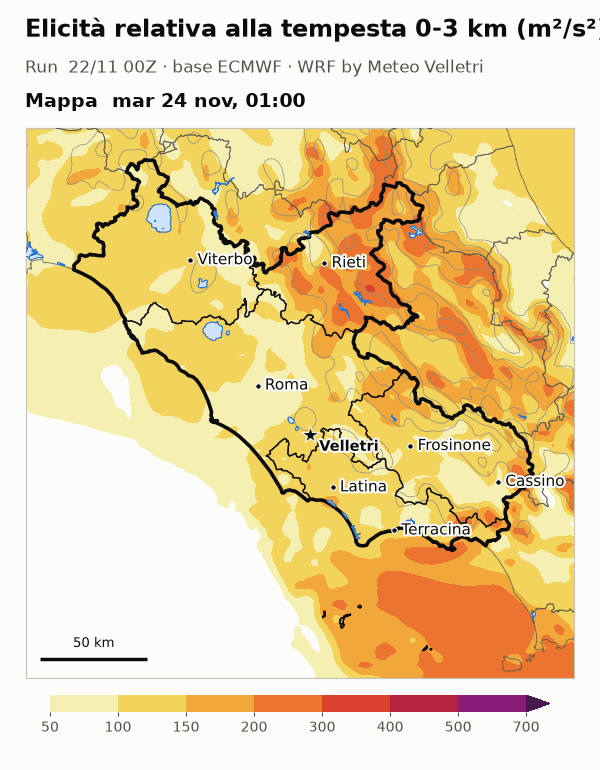 Elicità relativa alla tempesta 0-3 km (m²/s²)
Run 22/11 00Z · base ECMWF · WRF by Meteo Velletri
Mappa mar 24 nov, 01:00
Viterbo
Rieti
Roma
Velletri
Frosinone
Cassino
Latina
Terracina
50 km
50 100 150 200 300 400 500 700